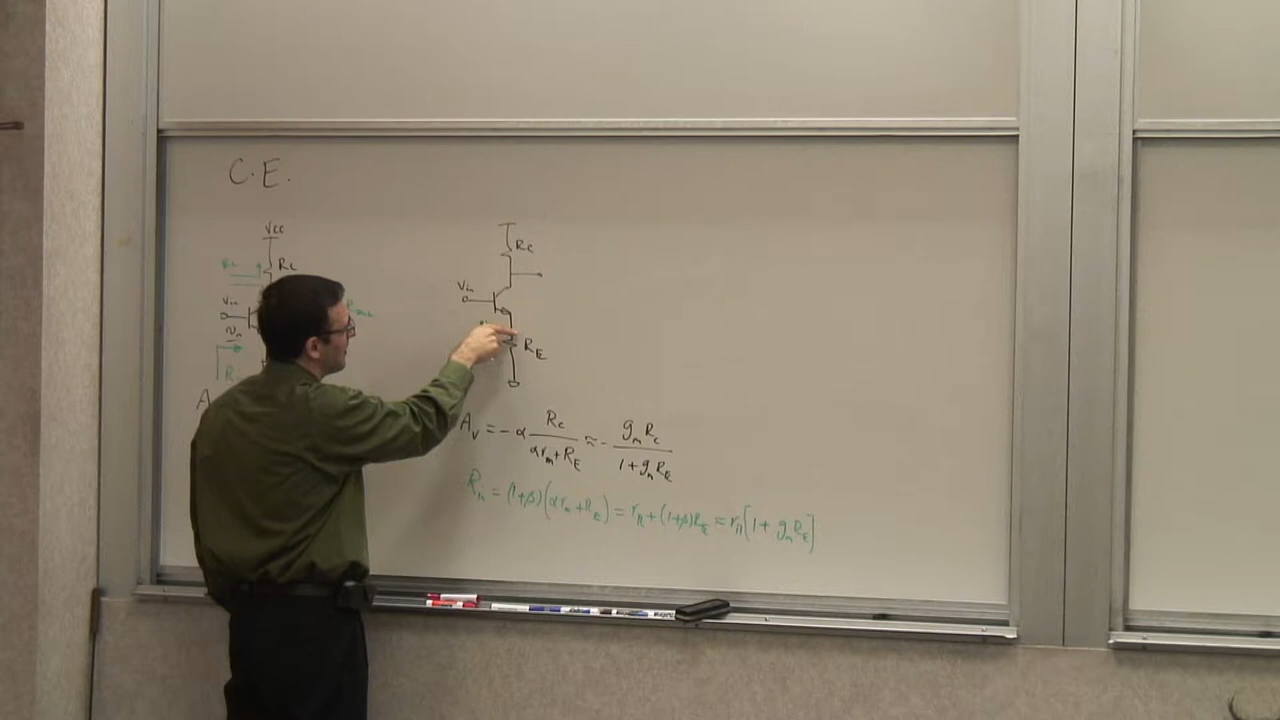 C.E.
Vcc
Rc
Rc
Vin
RE
Av = -α Rc / (αrm + RE) ≈ - gmRc / (1 + gmRE)
Rin = (1+β)(αrm + RE) = rπ + (1+β)RE = rπ[1 + gmRE]